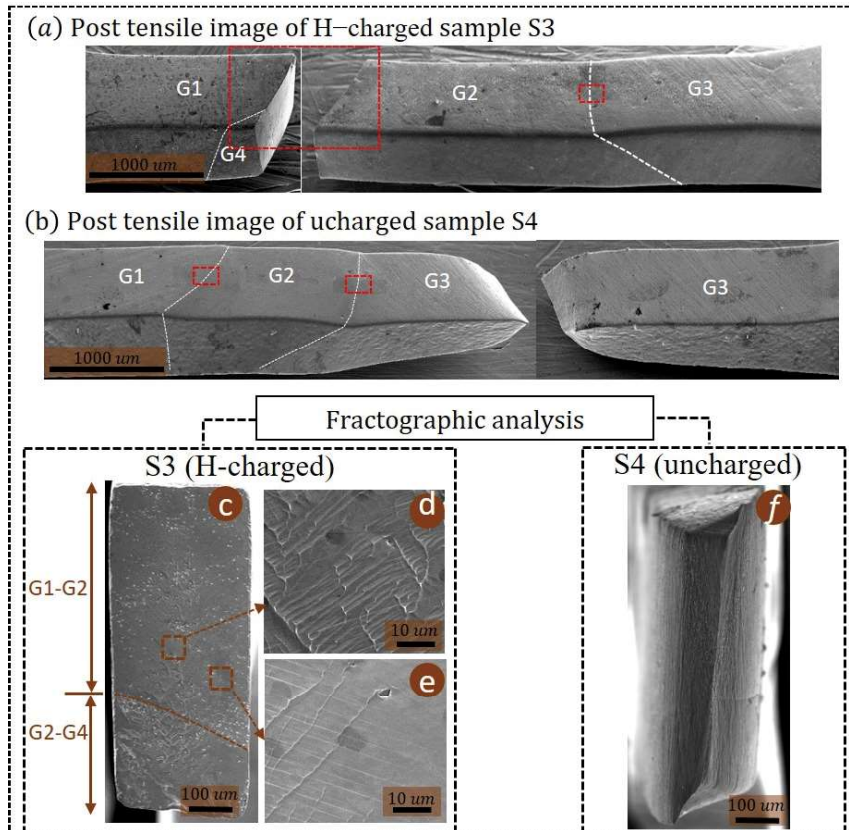 (a) Post tensile image of H−charged sample S3
G1
G2
G3
G4
1000 um
(b) Post tensile image of ucharged sample S4
G1
G2
G3
G3
1000 um
Fractographic analysis
S3 (H-charged)
S4 (uncharged)
c
d
f
G1-G2
10 um
e
G2-G4
100 um
10 um
100 um